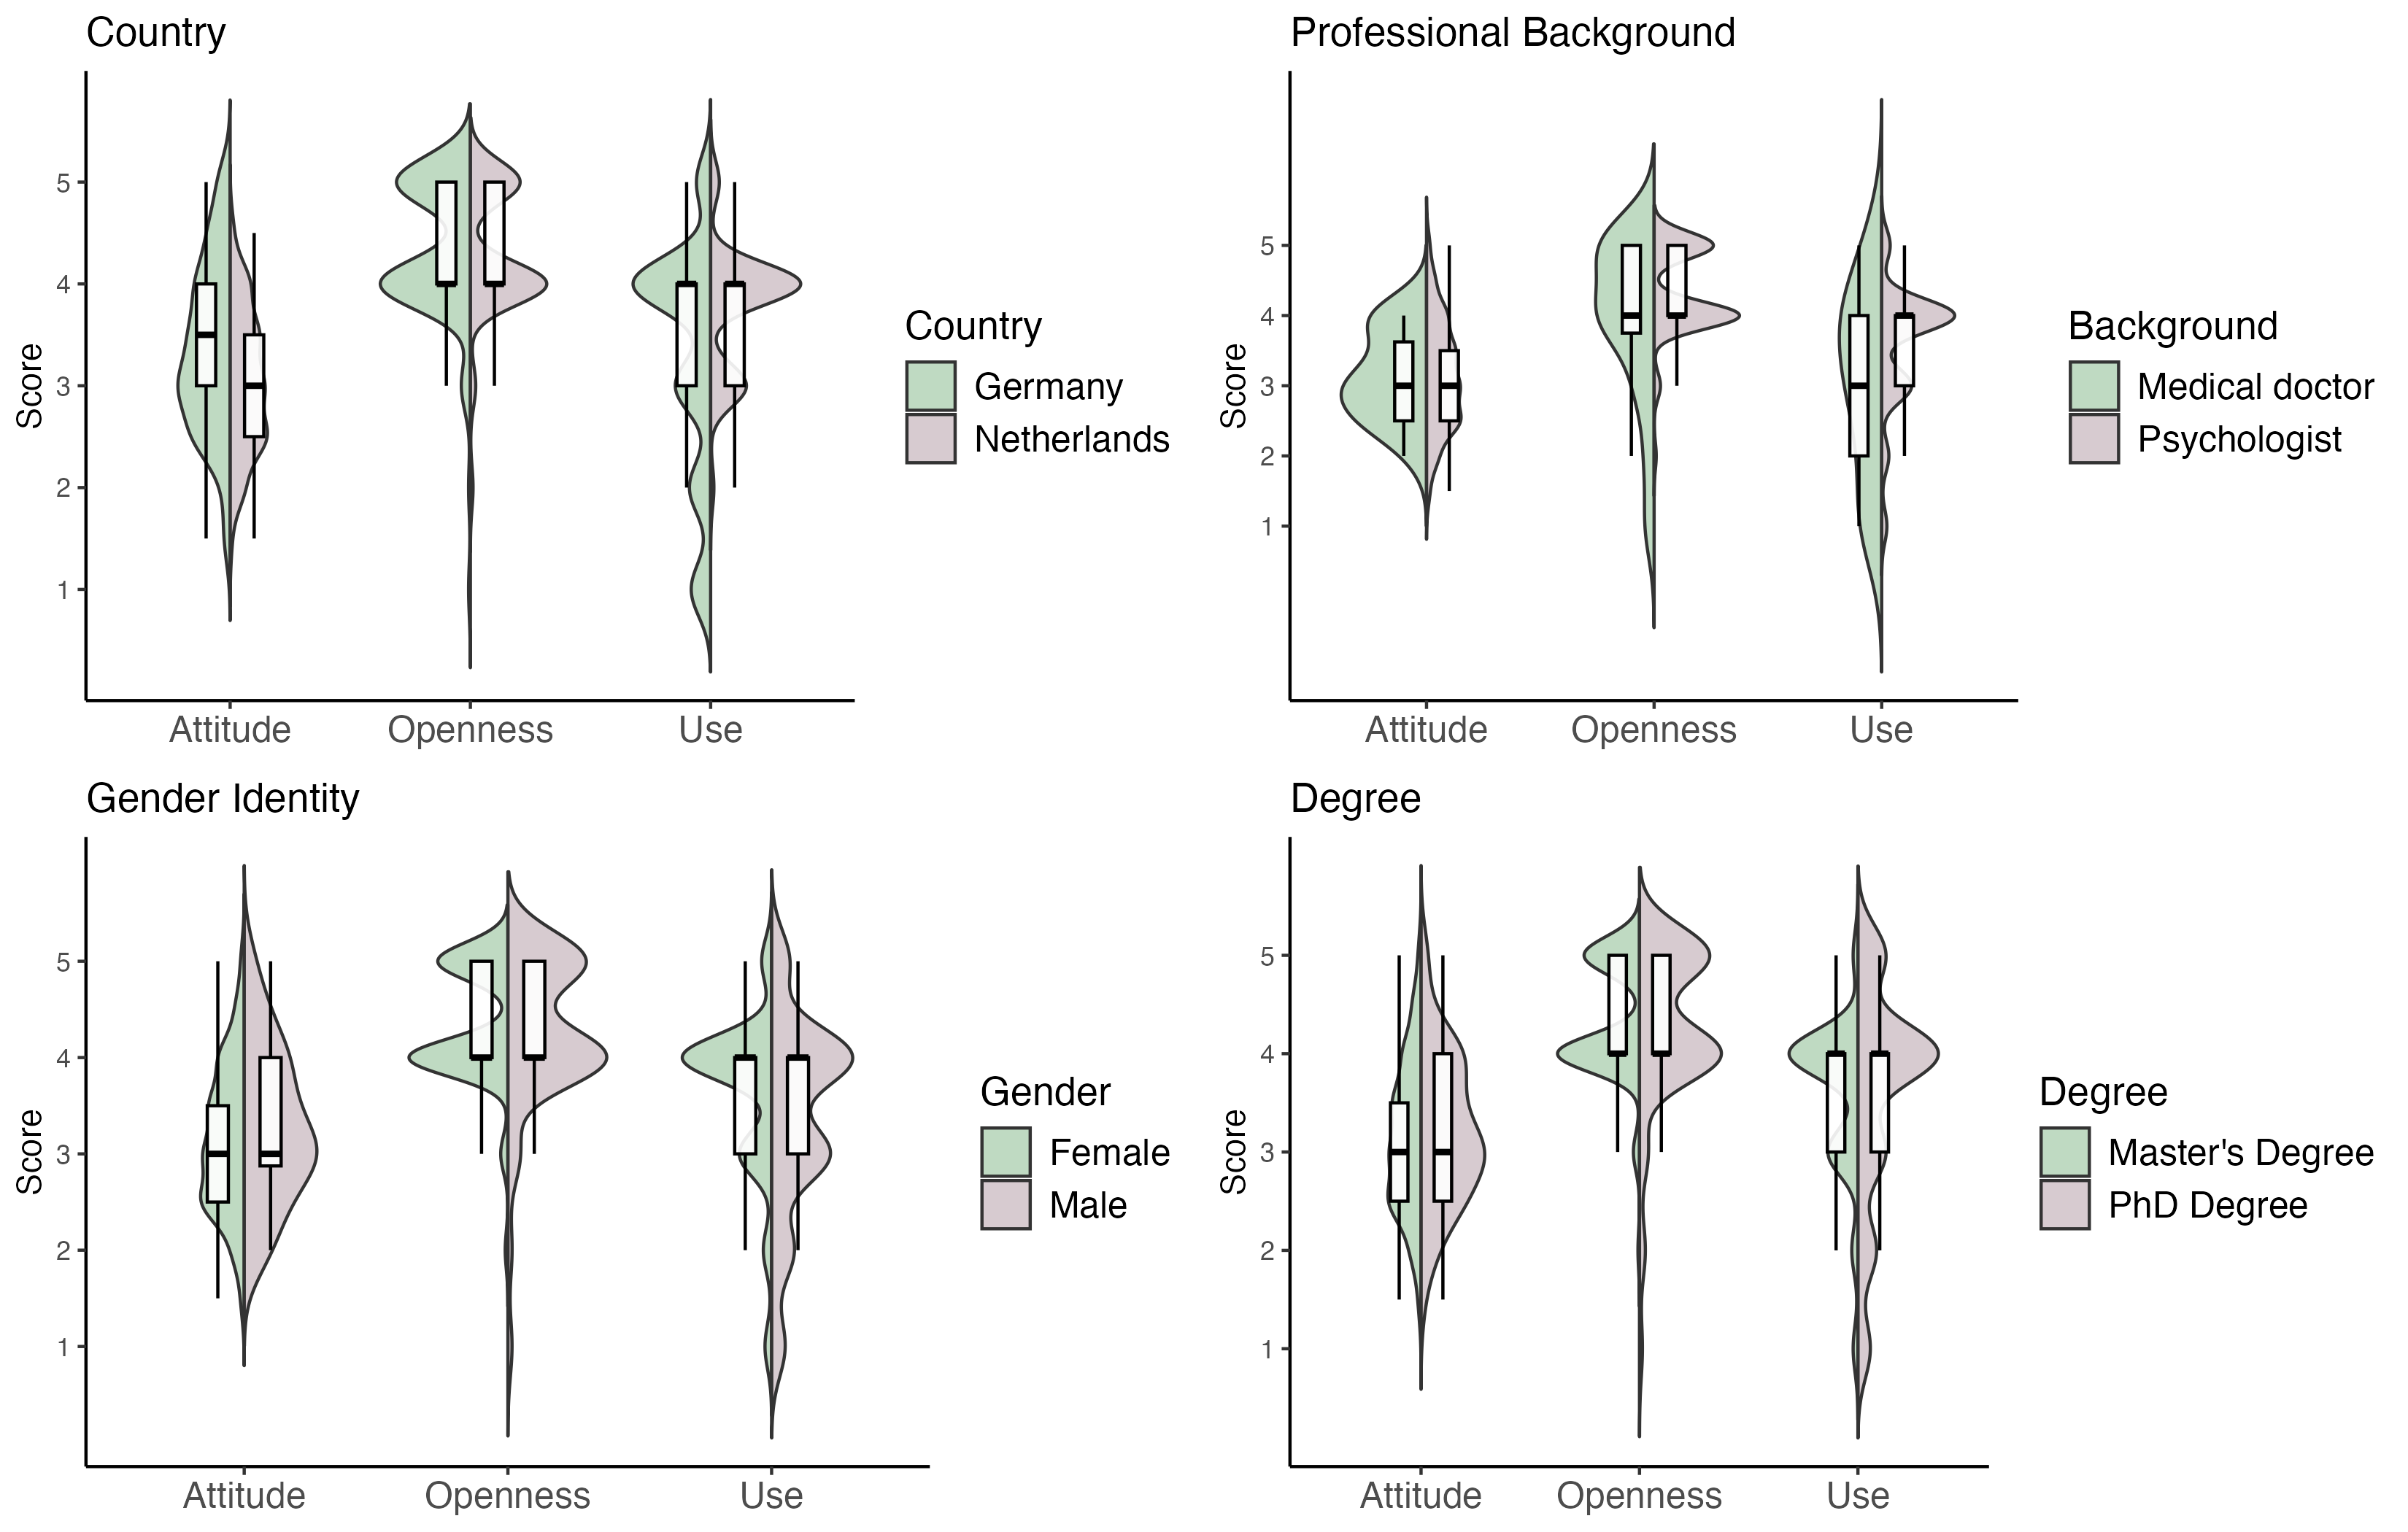 Country
Score
5
4
3
2
1
Attitude Openness Use
Country
Germany
Netherlands
Professional Background
Score
5
4
3
2
1
Attitude Openness Use
Background
Medical doctor
Psychologist
Gender Identity
Score
5
4
3
2
1
Attitude Openness Use
Gender
Female
Male
Degree
Score
5
4
3
2
1
Attitude Openness Use
Degree
Master's Degree
PhD Degree